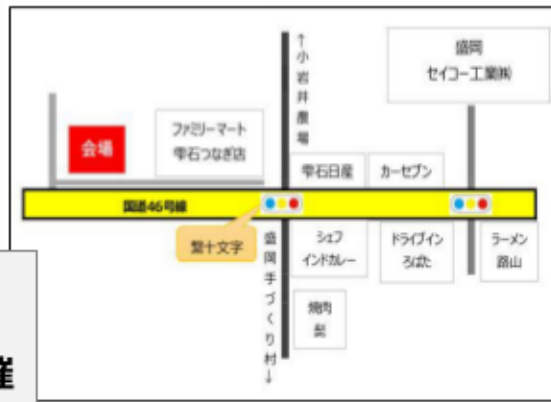 ↑小岩井農場
盛岡
セイコー工業㈱
会場
ファミリーマート
雫石つなぎ店
雫石日産
カーセブン
国道46号線
繋十文字
盛岡手づくり村↓
シェフ
インドカレー
ドライブイン
ろばた
ラーメン
路山
焼肉
催